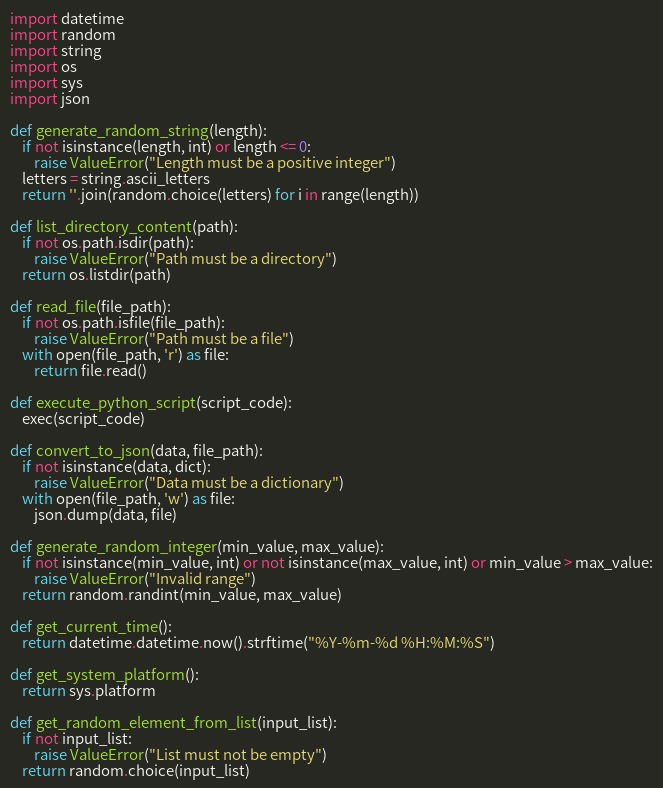 import datetime
import random
import string
import os
import sys
import json

def generate_random_string(length):
   if not isinstance(length, int) or length <= 0:
      raise ValueError("Length must be a positive integer")
   letters = string.ascii_letters
   return ''.join(random.choice(letters) for i in range(length))

def list_directory_content(path):
   if not os.path.isdir(path):
      raise ValueError("Path must be a directory")
   return os.listdir(path)

def read_file(file_path):
   if not os.path.isfile(file_path):
      raise ValueError("Path must be a file")
   with open(file_path, 'r') as file:
      return file.read()

def execute_python_script(script_code):
   exec(script_code)

def convert_to_json(data, file_path):
   if not isinstance(data, dict):
      raise ValueError("Data must be a dictionary")
   with open(file_path, 'w') as file:
      json.dump(data, file)

def generate_random_integer(min_value, max_value):
   if not isinstance(min_value, int) or not isinstance(max_value, int) or min_value > max_value:
      raise ValueError("Invalid range")
   return random.randint(min_value, max_value)

def get_current_time():
   return datetime.datetime.now().strftime("%Y-%m-%d %H:%M:%S")

def get_system_platform():
   return sys.platform

def get_random_element_from_list(input_list):
   if not input_list:
      raise ValueError("List must not be empty")
   return random.choice(input_list)